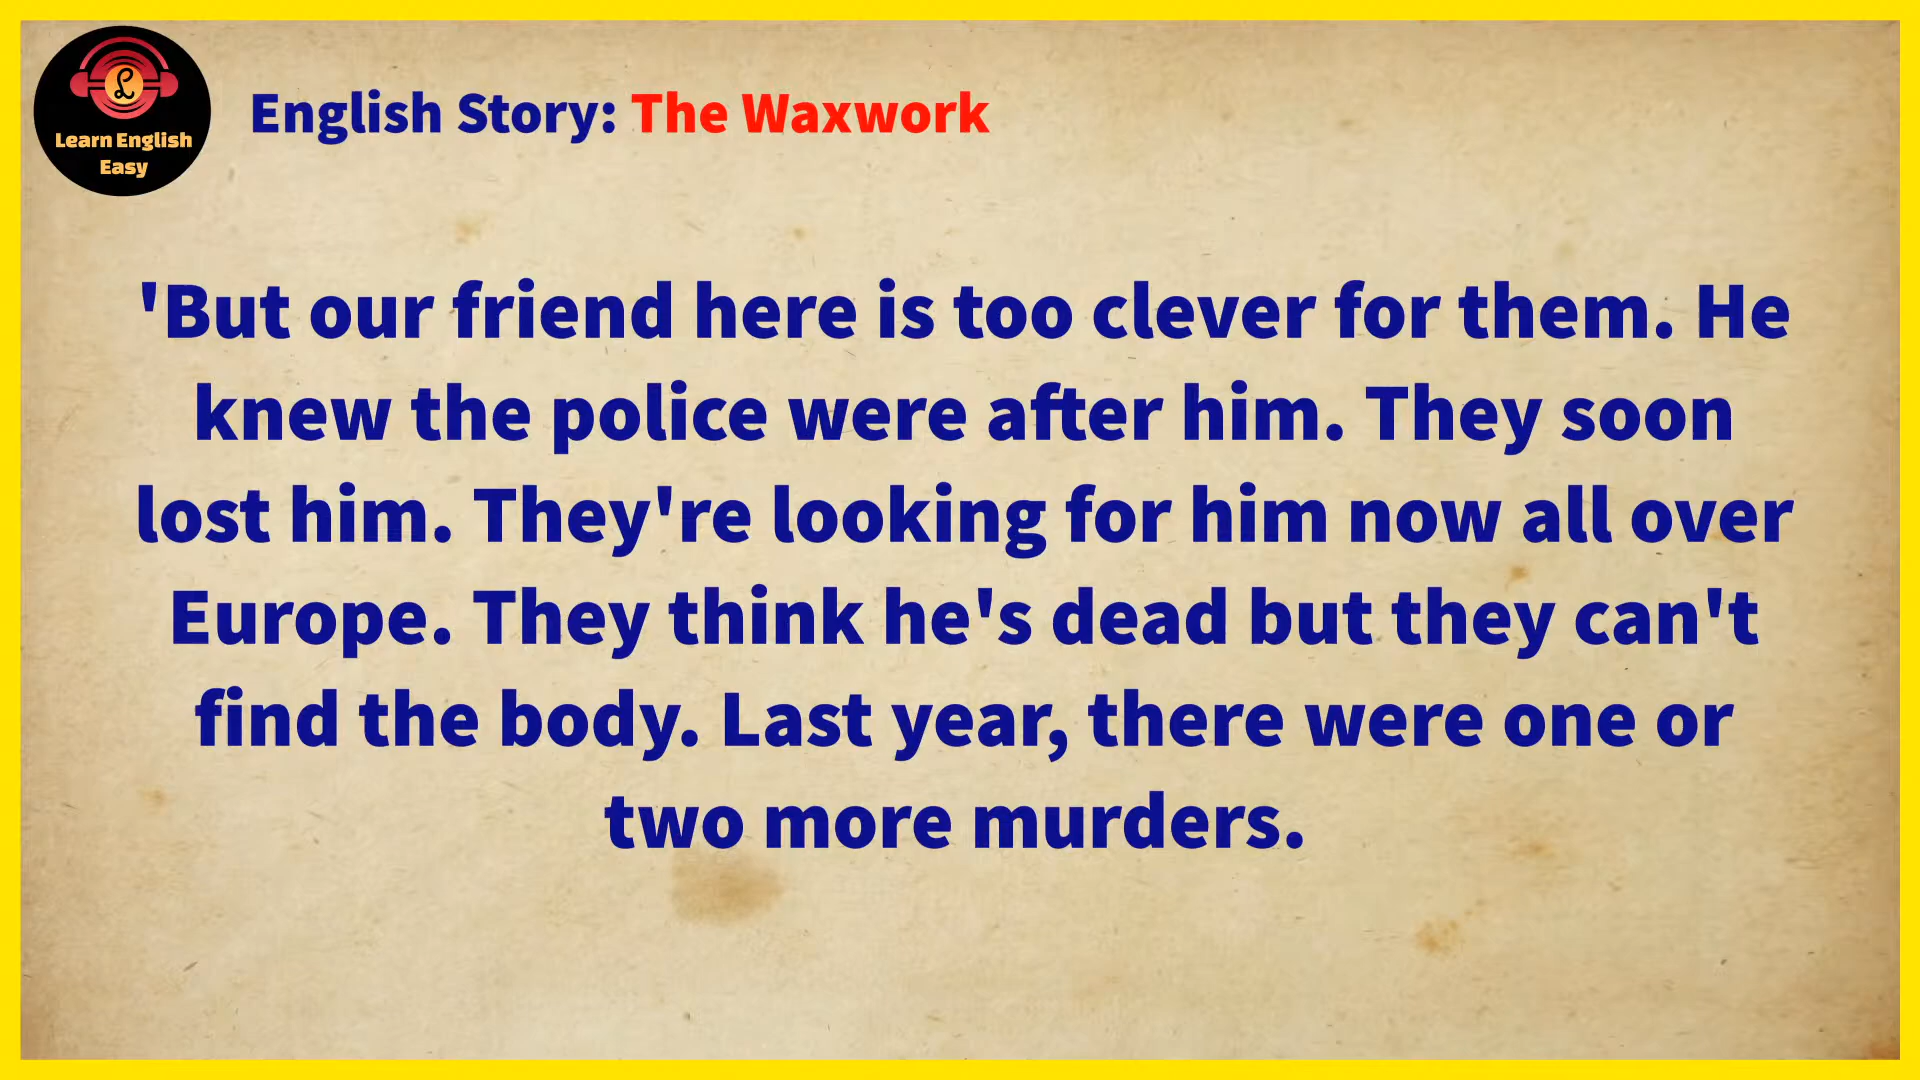 Learn English
Easy
English Story: The Waxwork
'But our friend here is too clever for them. He
knew the police were after him. They soon
lost him. They're looking for him now all over
Europe. They think he's dead but they can't
find the body. Last year, there were one or
two more murders.